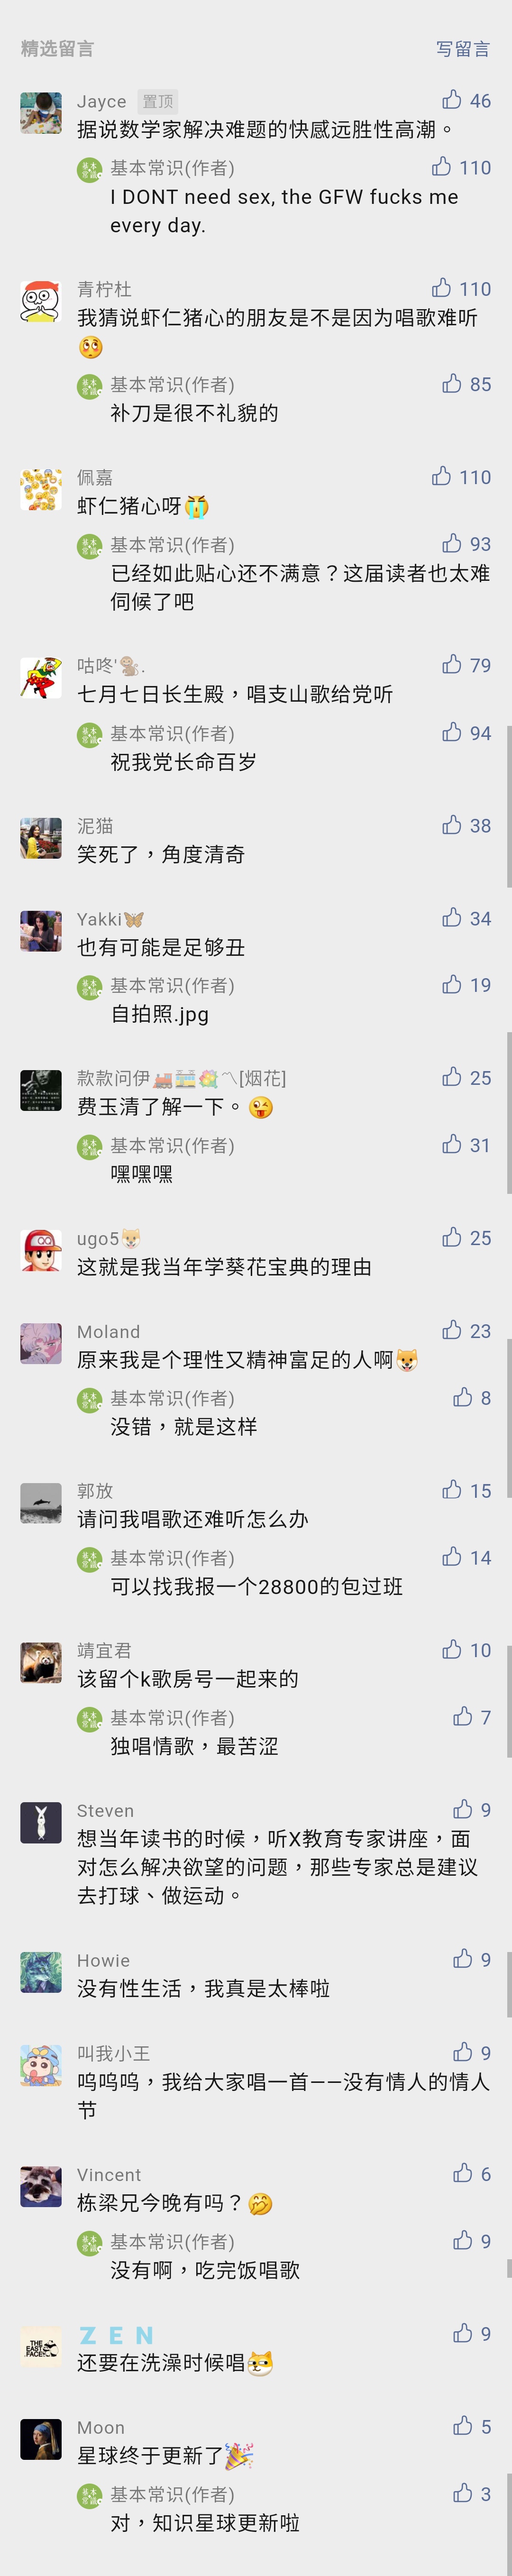 精选留言 写留言
Jayce 置顶 46
据说数学家解决难题的快感远胜性高潮。
基本常识(作者) 110
I DONT need sex, the GFW fucks me
every day.
青柠杜 110
我猜说虾仁猪心的朋友是不是因为唱歌难听
😳
基本常识(作者) 85
补刀是很不礼貌的
佩嘉 110
虾仁猪心呀😭
基本常识(作者) 93
已经如此贴心还不满意？这届读者也太难
伺候了吧
咕咚'🐒. 79
七月七日长生殿，唱支山歌给党听
基本常识(作者) 94
祝我党长命百岁
泥猫 38
笑死了，角度清奇
Yakki🦋 34
也有可能是足够丑
基本常识(作者) 19
自拍照.jpg
款款问伊🚂🚋💐〽[烟花] 25
费玉清了解一下。😜
基本常识(作者) 31
嘿嘿嘿
ugo5🐶 25
这就是我当年学葵花宝典的理由
Moland 23
原来我是个理性又精神富足的人啊🐶
基本常识(作者) 8
没错，就是这样
郭放 15
请问我唱歌还难听怎么办
基本常识(作者) 14
可以找我报一个28800的包过班
靖宜君 10
该留个k歌房号一起来的
基本常识(作者) 7
独唱情歌，最苦涩
Steven 9
想当年读书的时候，听X教育专家讲座，面
对怎么解决欲望的问题，那些专家总是建议
去打球、做运动。
Howie 9
没有性生活，我真是太棒啦
叫我小王 9
呜呜呜，我给大家唱一首——没有情人的情人
节
Vincent 6
栋梁兄今晚有吗？🤭
基本常识(作者) 9
没有啊，吃完饭唱歌
THE EAST FACE
ZEN 9
还要在洗澡时候唱
Moon 5
星球终于更新了🎉
基本常识(作者) 3
对，知识星球更新啦